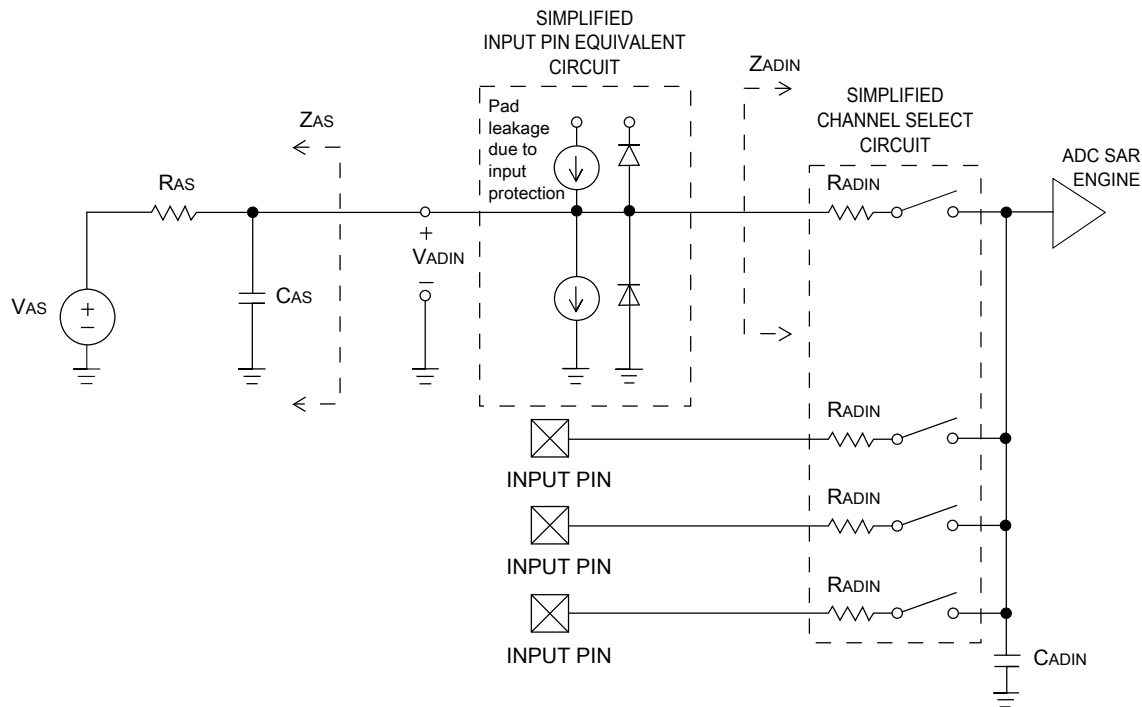 SIMPLIFIED
INPUT PIN EQUIVALENT
CIRCUIT
Pad
leakage
due to
input
protection
ZADIN
SIMPLIFIED
CHANNEL SELECT
CIRCUIT
ADC SAR
ENGINE
ZAS
RAS
RADIN
+
VADIN
−
CAS
VAS
+
−
RADIN
INPUT PIN
RADIN
INPUT PIN
RADIN
INPUT PIN
CADIN